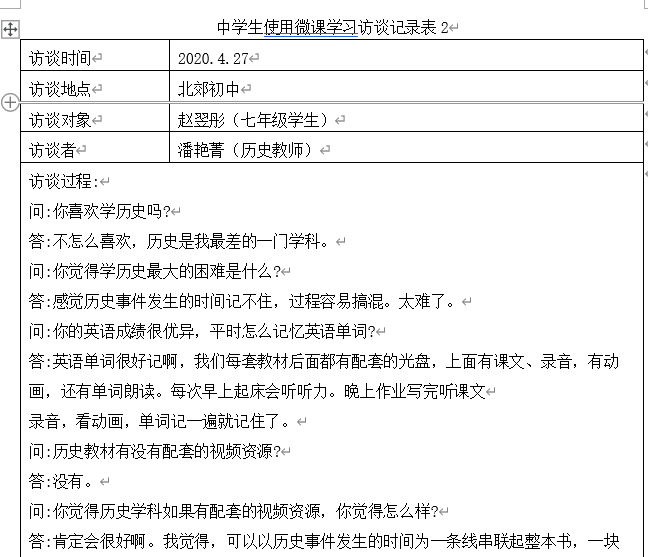 中学生使用微课学习访谈记录表 2
访谈时间 2020.4.27
访谈地点 北郊初中
访谈对象 赵翌彤（七年级学生）
访谈者 潘艳菁（历史教师）
访谈过程:
问:你喜欢学历史吗?
答:不怎么喜欢，历史是我最差的一门学科。
问:你觉得学历史最大的困难是什么?
答:感觉历史事件发生的时间记不住，过程容易搞混。太难了。
问:你的英语成绩很优异，平时怎么记忆英语单词?
答:英语单词很好记啊，我们每套教材后面都有配套的光盘，上面有课文、录音，有动
画，还有单词朗读。每次早上起床会听听力。晚上作业写完听课文
录音，看动画，单词记一遍就记住了。
问:历史教材有没有配套的视频资源?
答:没有。
问:你觉得历史学科如果有配套的视频资源，你觉得怎么样?
答:肯定会很好啊。我觉得，可以以历史事件发生的时间为一条线串联起整本书，一块